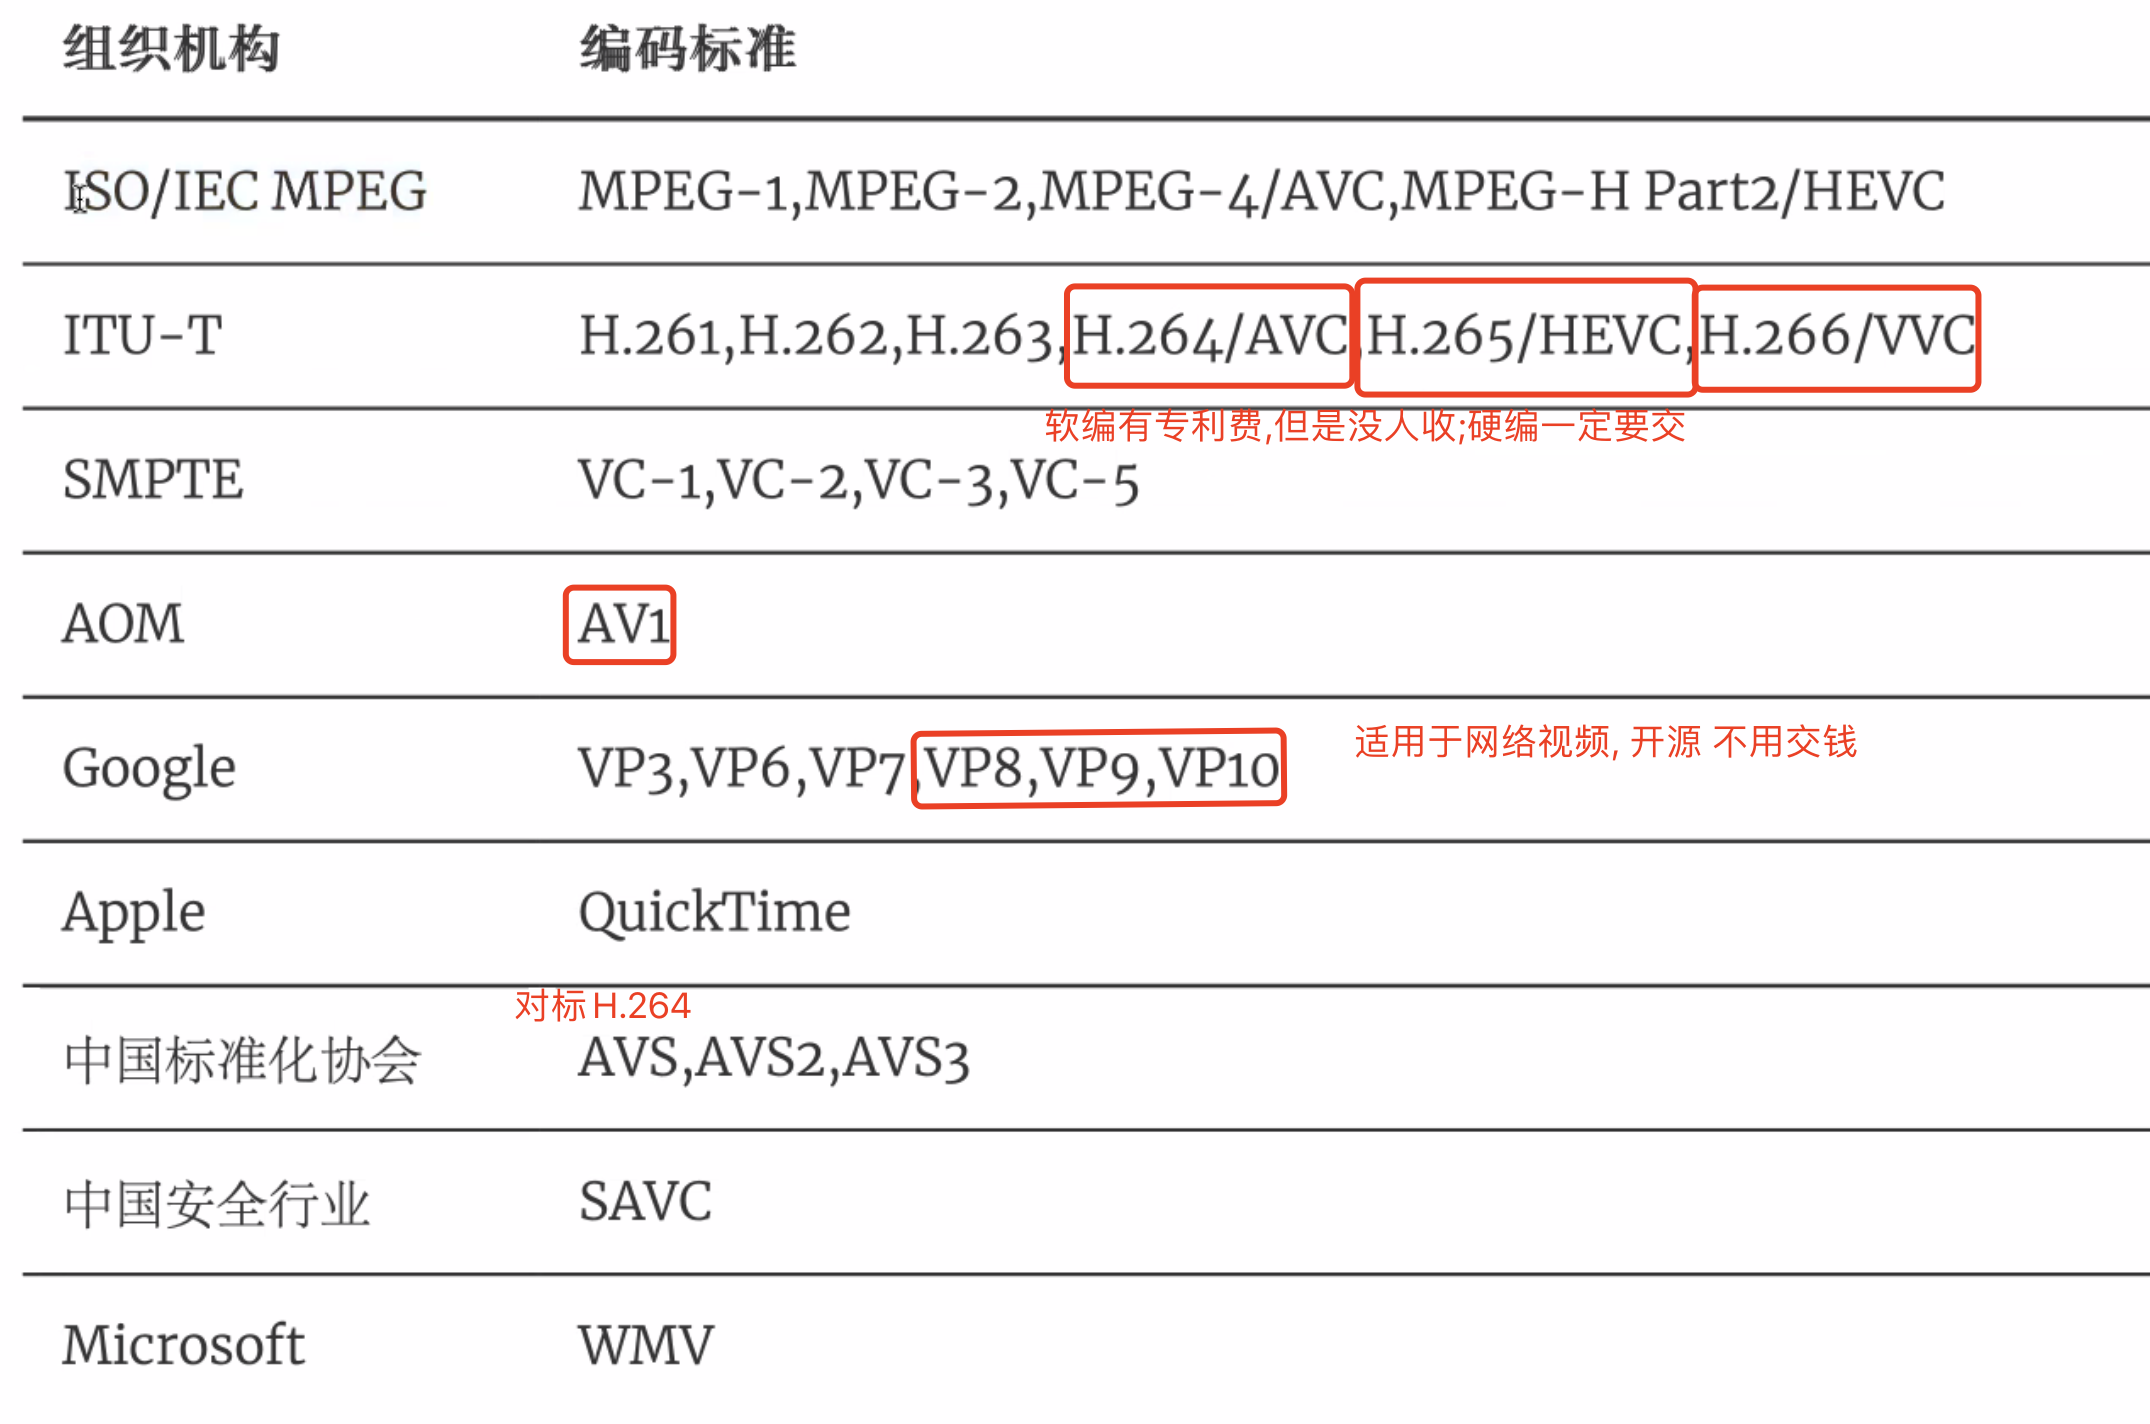 组织机构 编码标准
ISO/IEC MPEG MPEG-1,MPEG-2,MPEG-4/AVC,MPEG-H Part2/HEVC
ITU-T H.261,H.262,H.263,H.264/AVC,H.265/HEVC,H.266/VVC
软编有专利费,但是没人收;硬编一定要交
SMPTE VC-1,VC-2,VC-3,VC-5
AOM AV1
Google VP3,VP6,VP7,VP8,VP9,VP10 适用于网络视频, 开源 不用交钱
Apple QuickTime
对标 H.264
中国标准化协会 AVS,AVS2,AVS3
中国安全行业 SAVC
Microsoft WMV